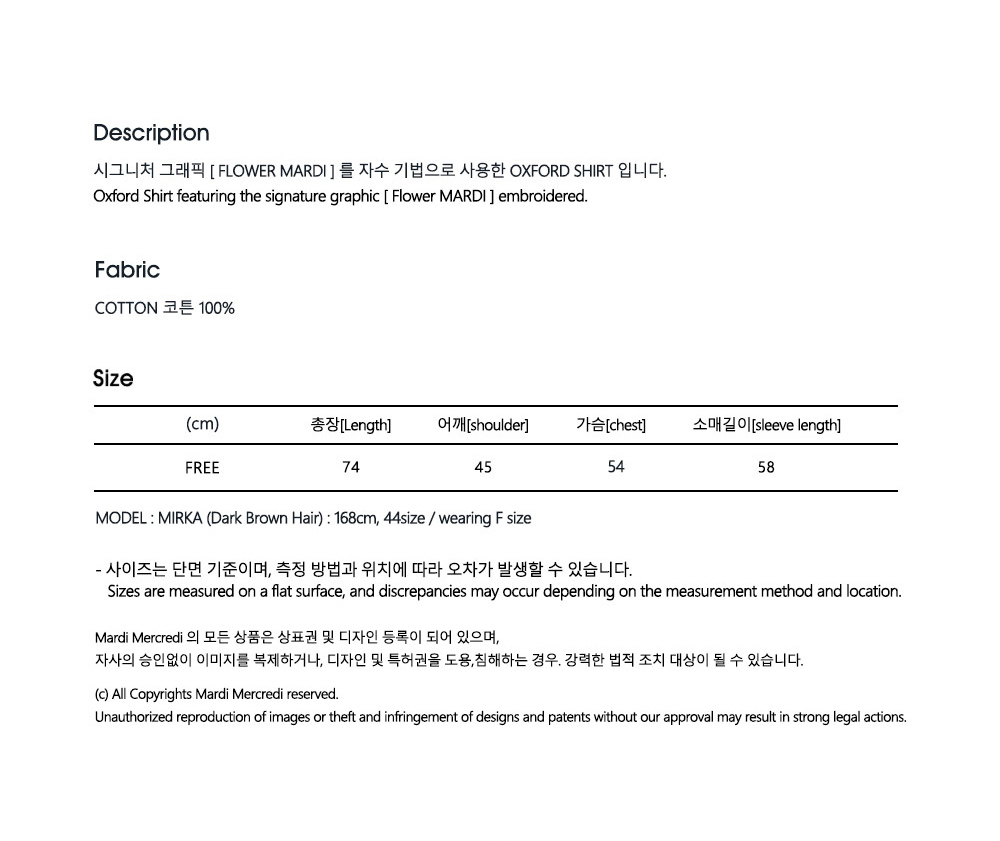 Description
시그니처 그래픽 [ FLOWER MARDI ] 를 자수 기법으로 사용한 OXFORD SHIRT 입니다.
Oxford Shirt featuring the signature graphic [ Flower MARDI ] embroidered.
Fabric
COTTON 코튼 100%
Size
(cm) 총장[Length] 어깨[shoulder] 가슴[chest] 소매길이[sleeve length]
FREE 74 45 54 58
MODEL : MIRKA (Dark Brown Hair) : 168cm, 44size / wearing F size
- 사이즈는 단면 기준이며, 측정 방법과 위치에 따라 오차가 발생할 수 있습니다.
Sizes are measured on a flat surface, and discrepancies may occur depending on the measurement method and location.
Mardi Mercredi 의 모든 상품은 상표권 및 디자인 등록이 되어 있으며,
자사의 승인없이 이미지를 복제하거나, 디자인 및 특허권을 도용,침해하는 경우. 강력한 법적 조치 대상이 될 수 있습니다.
(c) All Copyrights Mardi Mercredi reserved.
Unauthorized reproduction of images or theft and infringement of designs and patents without our approval may result in strong legal actions.